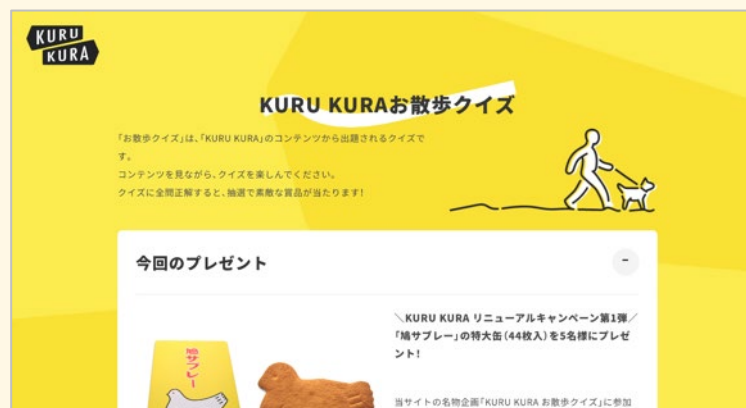 KURU
KURA
KURU KURAお散歩クイズ
「お散歩クイズ」は、「KURU KURA」のコンテンツから出題されるクイズで
す。
コンテンツを見ながら、クイズを楽しんでください。
クイズに全問正解すると、抽選で素敵な賞品が当たります!
今回のプレゼント
-
＼KURU KURA リニューアルキャンペーン第1弾／
「鳩サブレー」の特大缶（44枚入）を5名様にプレゼ
ント!
鳩サブレー
当サイトの名物企画「KURU KURA お散歩クイズ」に参加